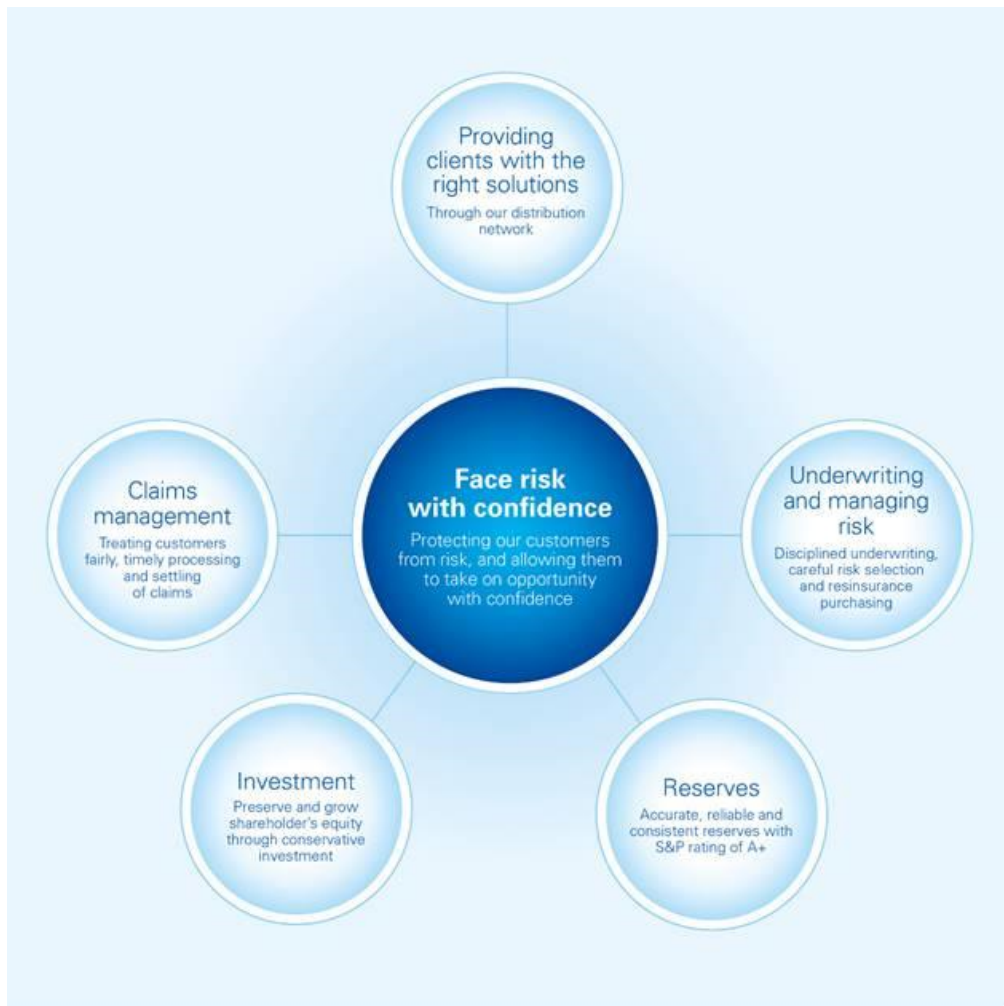 Providing
clients with the
right solutions
Through our distribution
network
Face risk
with confidence
Protecting our customers
from risk, and allowing them
to take on opportunity
with confidence
Underwriting
and managing
risk
Disciplined underwriting,
careful risk selection
and resinsurance
purchasing
Reserves
Accurate, reliable and
consistent reserves with
S&P rating of A+
Investment
Preserve and grow
shareholder's equity
through conservative
investment
Claims
management
Treating customers
fairly, timely processing
and settling
of claims